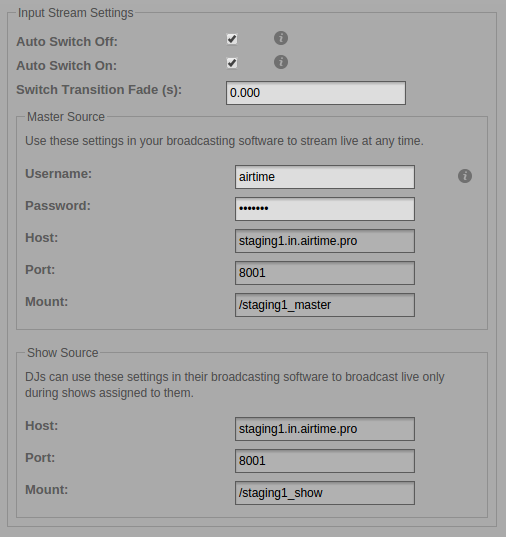 Input Stream Settings
Auto Switch Off:
Auto Switch On:
Switch Transition Fade (s): 0.000
Master Source
Use these settings in your broadcasting software to stream live at any time.
Username: airtime
Password: •••••••
Host: staging1.in.airtime.pro
Port: 8001
Mount: /staging1_master
Show Source
DJs can use these settings in their broadcasting software to broadcast live only
during shows assigned to them.
Host: staging1.in.airtime.pro
Port: 8001
Mount: /staging1_show